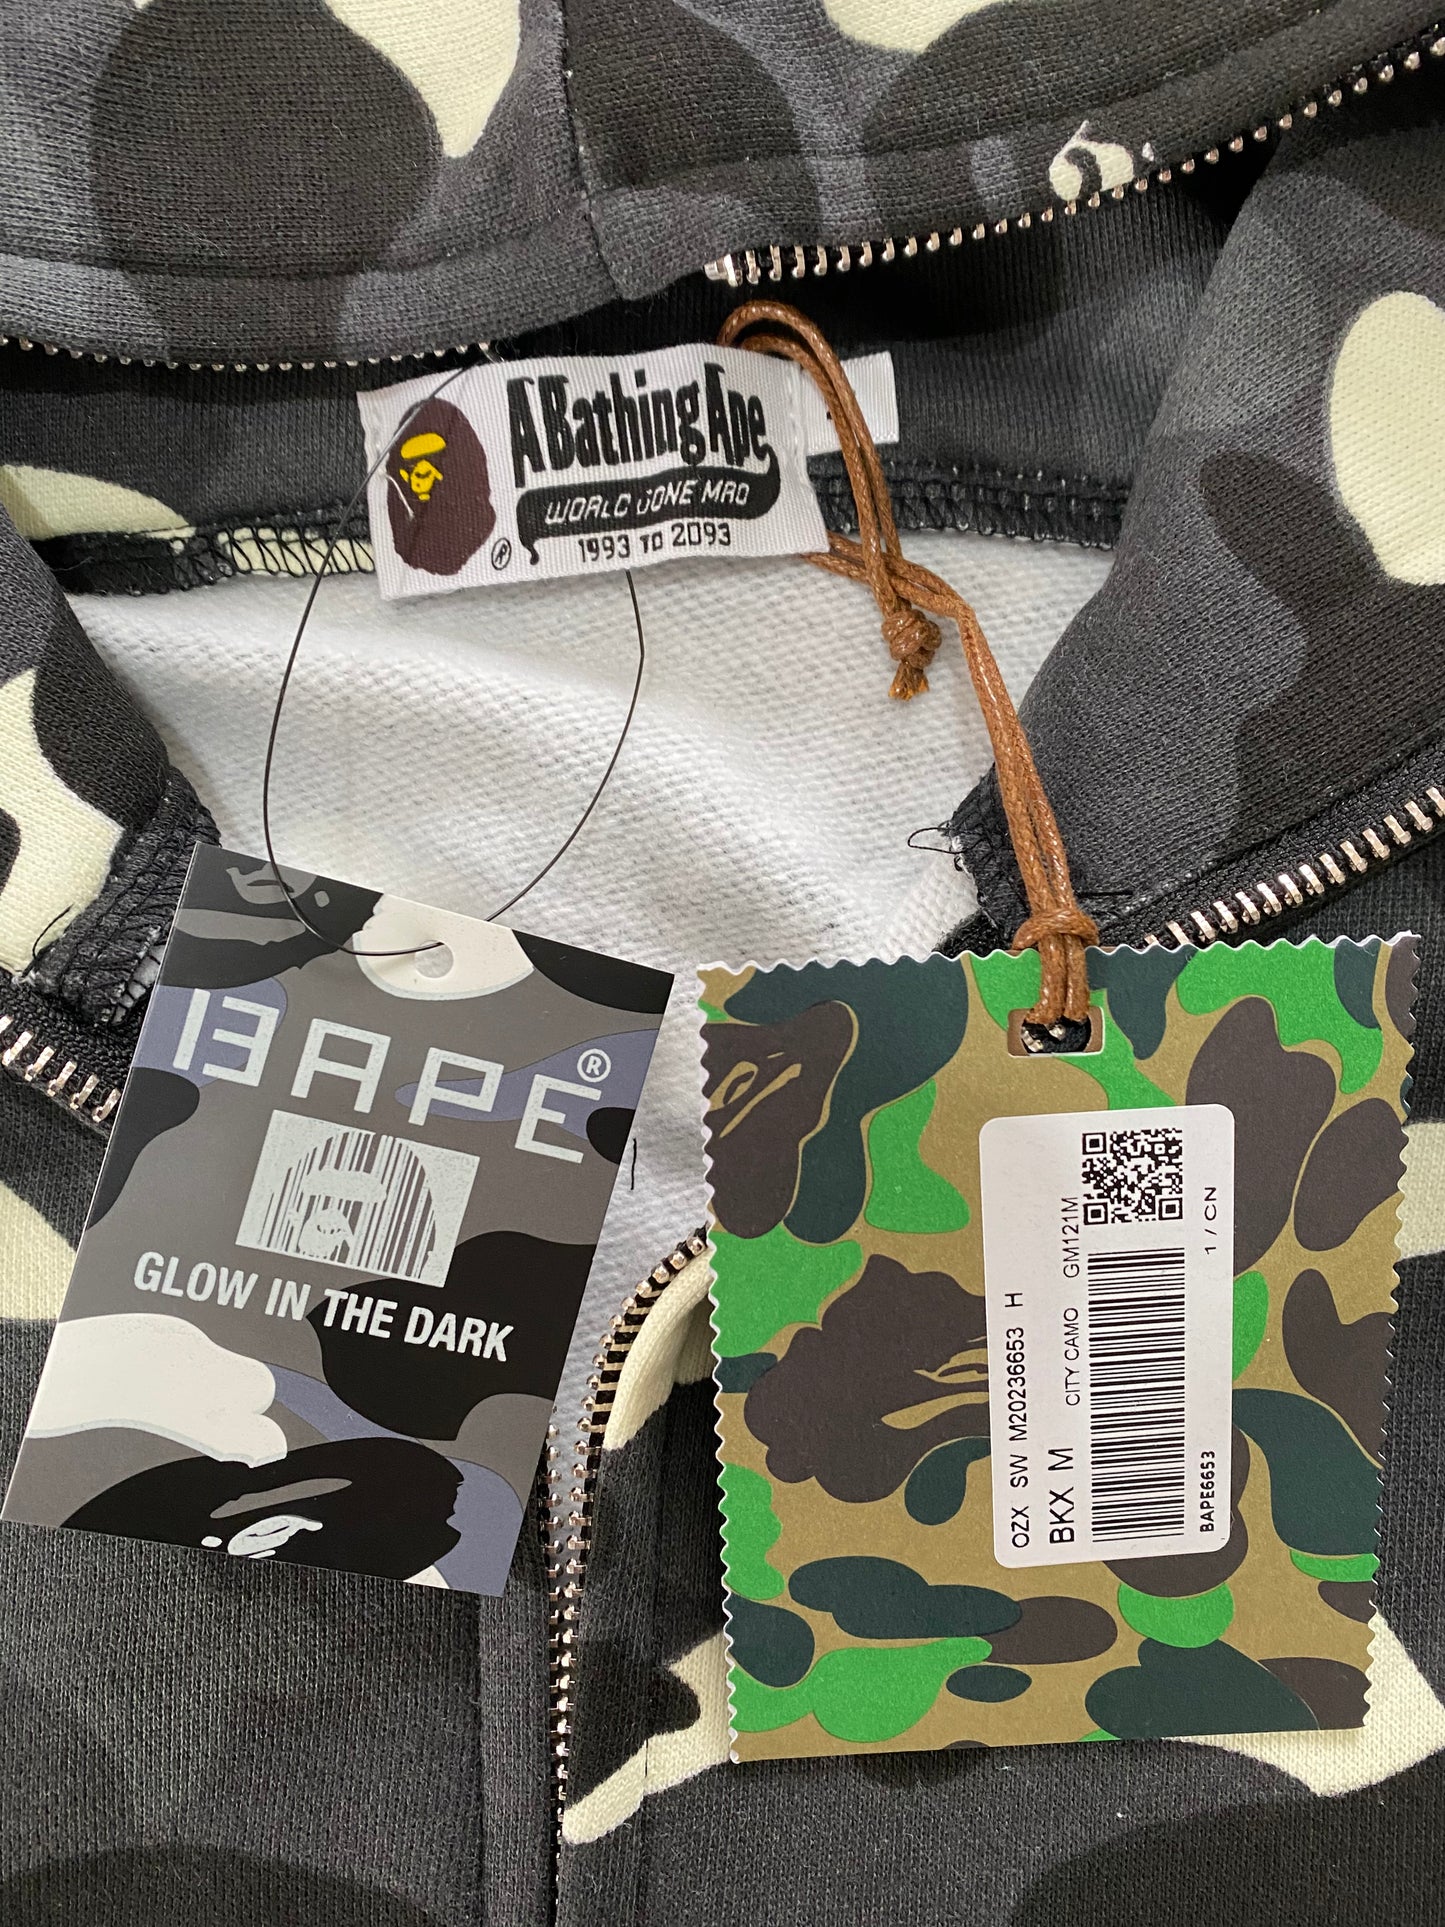 A Bathing Ape
WORLD GONE MAD
1993 TO 2093
®
BAPE®
GLOW IN THE DARK
OZX SW M20236653 H
BKX M CITY CAMO GM121M
1 / CN
BAPE6653